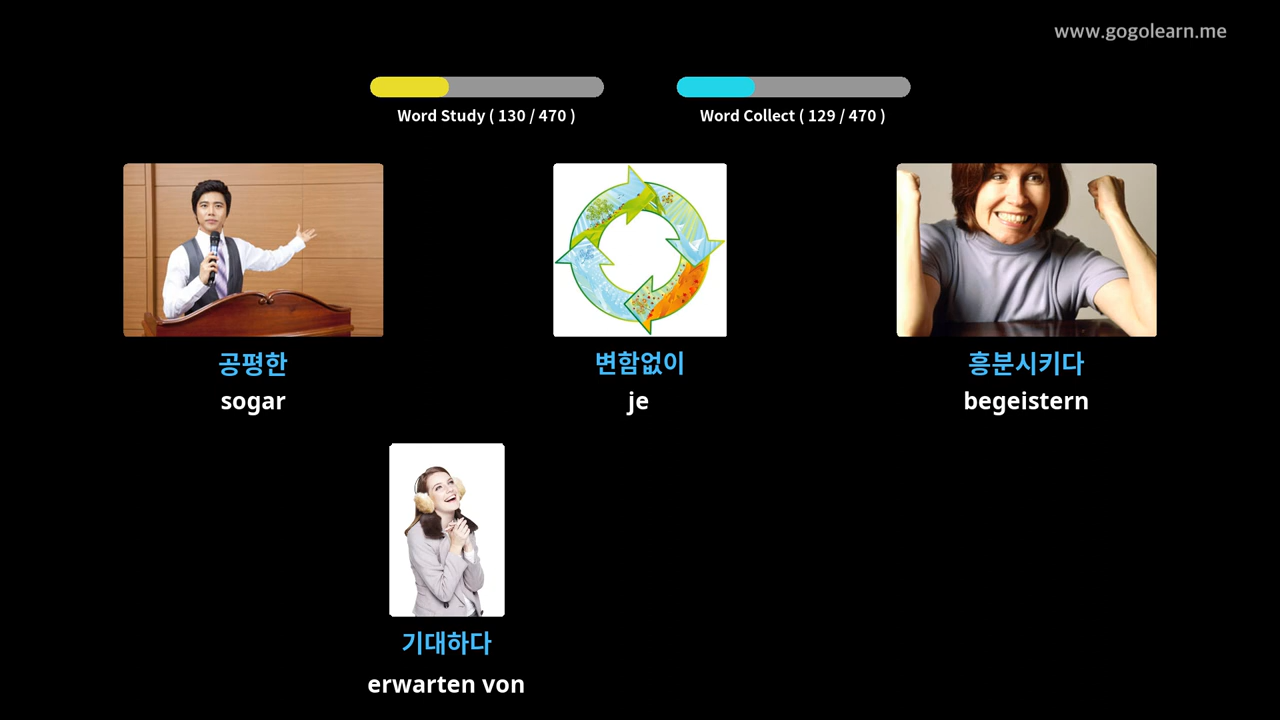 www.gogolearn.me
Word Study ( 130 / 470 )
Word Collect ( 129 / 470 )
공평한
sogar
변함없이
je
흥분시키다
begeistern
기대하다
erwarten von